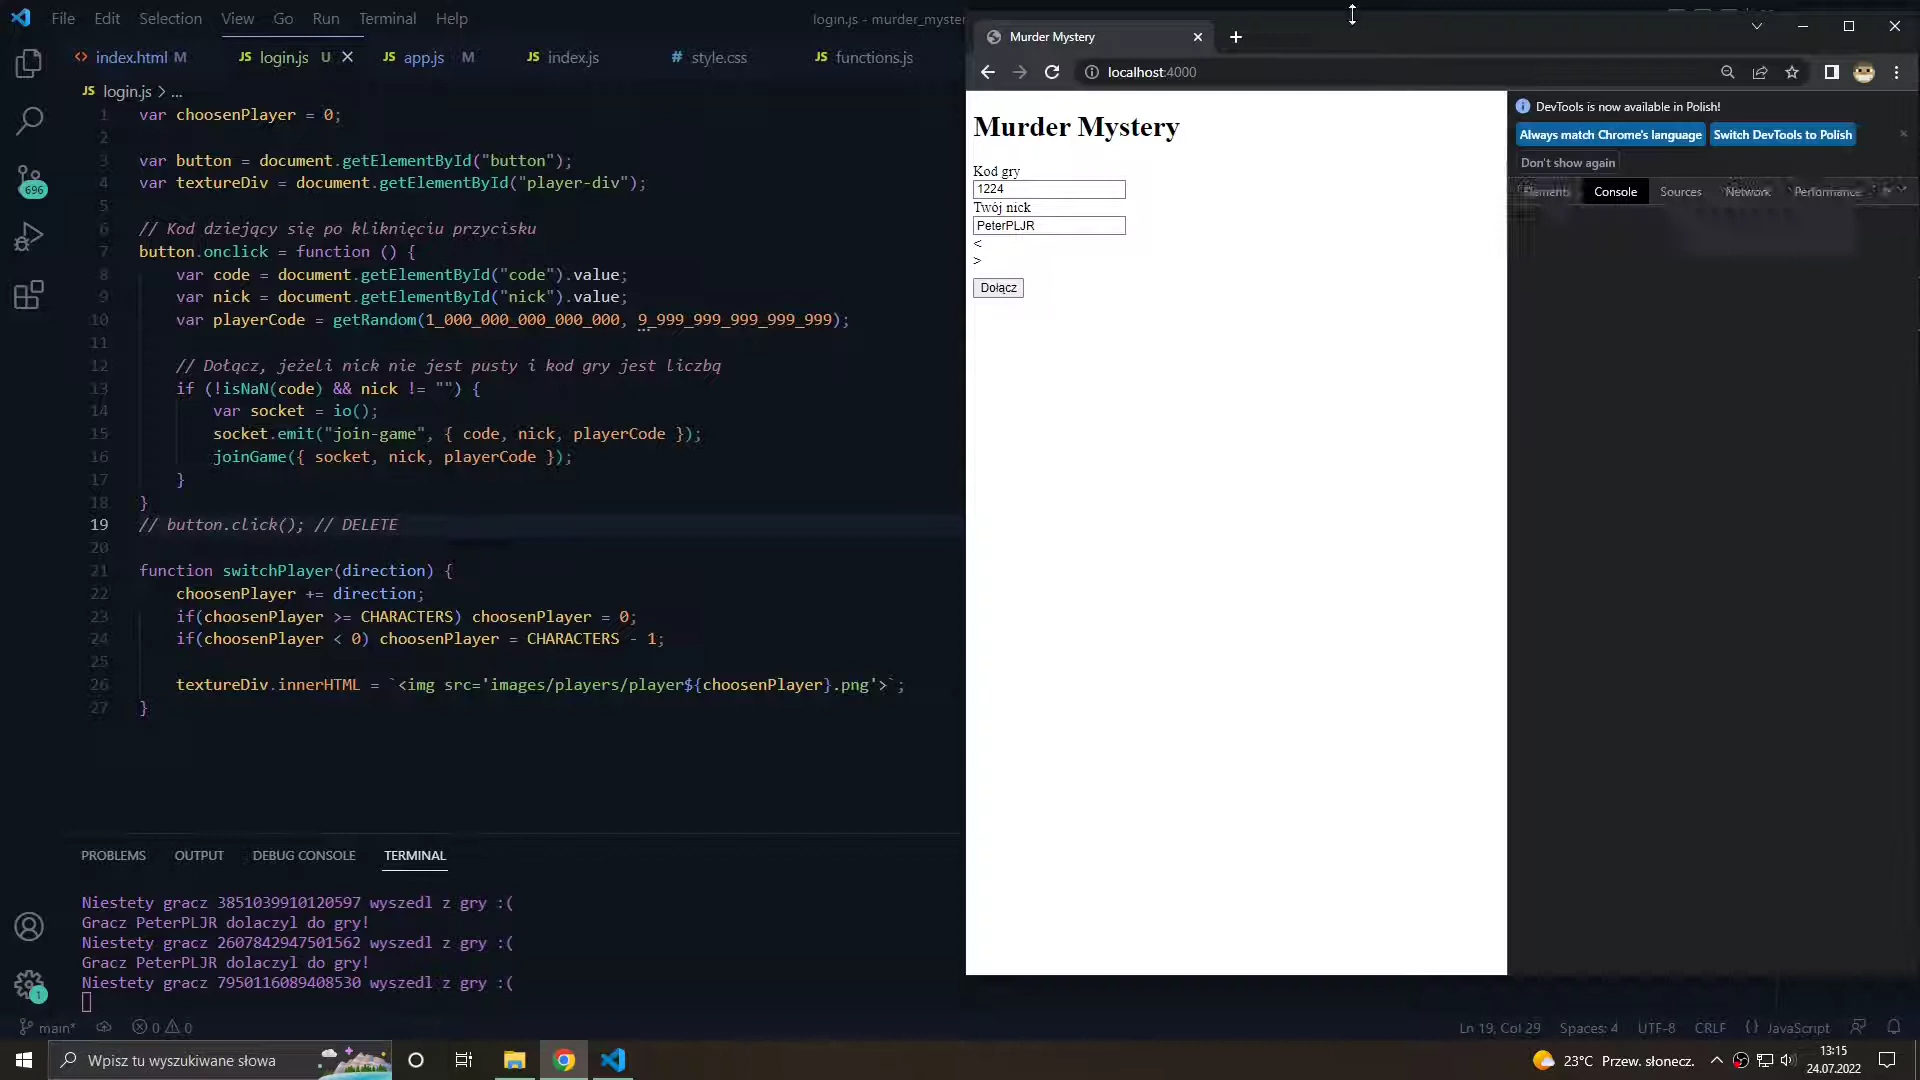 File Edit Selection View Go Run Terminal Help
login.js - murder_myster
index.html M
login.js U
app.js M
index.js
style.css
functions.js
login.js > ...
1 var choosenPlayer = 0;
2
3 var button = document.getElementById("button");
4 var textureDiv = document.getElementById("player-div");
5
6 // Kod dziejący się po kliknięciu przycisku
7 button.onclick = function () {
8 var code = document.getElementById("code").value;
9 var nick = document.getElementById("nick").value;
10 var playerCode = getRandom(1_000_000_000_000_000, 9_999_999_999_999_999);
11
12 // Dołącz, jeżeli nick nie jest pusty i kod gry jest liczbą
13 if (!isNaN(code) && nick != "") {
14 var socket = io();
15 socket.emit("join-game", { code, nick, playerCode });
16 joinGame({ socket, nick, playerCode });
17 }
18 }
19 // button.click(); // DELETE
20
21 function switchPlayer(direction) {
22 choosenPlayer += direction;
23 if(choosenPlayer >= CHARACTERS) choosenPlayer = 0;
24 if(choosenPlayer < 0) choosenPlayer = CHARACTERS - 1;
25
26 textureDiv.innerHTML = `<img src='images/players/player${choosenPlayer}.png'>`;
27 }
696
PROBLEMS OUTPUT DEBUG CONSOLE TERMINAL
Niestety gracz 3851039910120597 wyszedl z gry :(
Gracz PeterPLJR dolaczyl do gry!
Niestety gracz 2607842947501562 wyszedl z gry :(
Gracz PeterPLJR dolaczyl do gry!
Niestety gracz 7950116089408530 wyszedl z gry :(
1
main* 0 0
Ln 19, Col 29 Spaces: 4 UTF-8 CRLF {} JavaScript
Murder Mystery
localhost:4000
Murder Mystery
Kod gry
1224
Twój nick
PeterPLJR
<
>
Dołącz
DevTools is now available in Polish!
Always match Chrome's language Switch DevTools to Polish
Don't show again
Elements Console Sources Network Performance
Wpisz tu wyszukiwane słowa
23°C Przew. słonecz.
13:15
24.07.2022